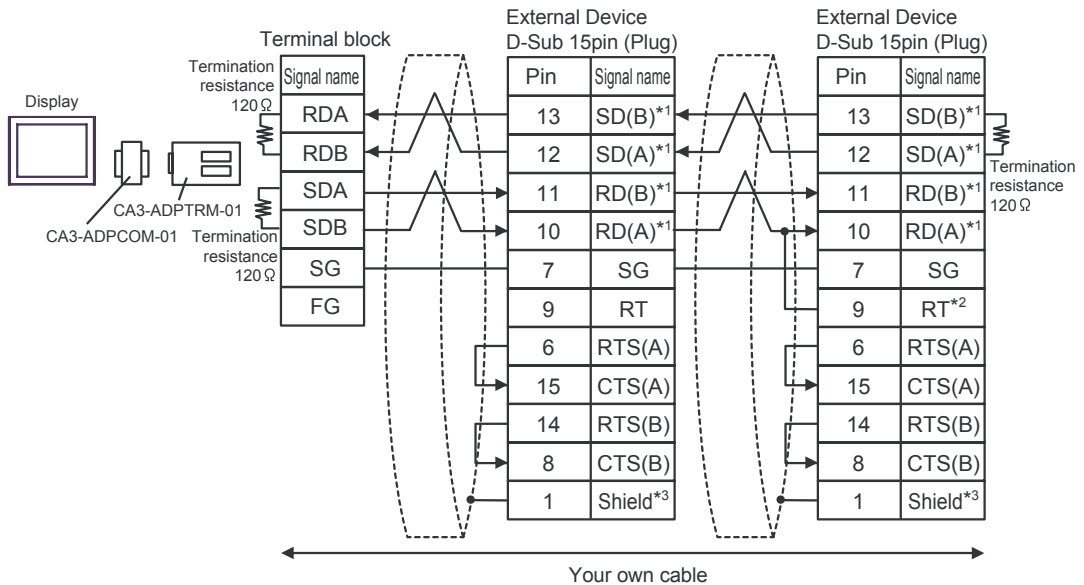 Display
CA3-ADPTRM-01
CA3-ADPCOM-01
Terminal block
Termination
resistance
120Ω
Termination
resistance
120Ω
Signal name
RDA
RDB
SDA
SDB
SG
FG
External Device
D-Sub 15pin (Plug)
Pin Signal name
13 SD(B)*1
12 SD(A)*1
11 RD(B)*1
10 RD(A)*1
7 SG
9 RT
6 RTS(A)
15 CTS(A)
14 RTS(B)
8 CTS(B)
1 Shield*3
External Device
D-Sub 15pin (Plug)
Pin Signal name
13 SD(B)*1
12 SD(A)*1
11 RD(B)*1
10 RD(A)*1
7 SG
9 RT*2
6 RTS(A)
15 CTS(A)
14 RTS(B)
8 CTS(B)
1 Shield*3
Termination
resistance
120Ω
Your own cable